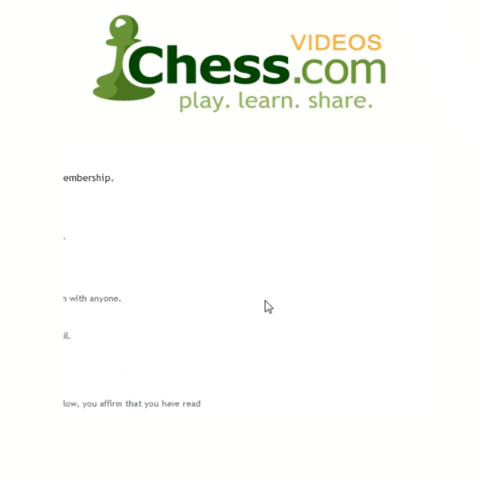 VIDEOS
Chess.com
play. learn. share.
embership.
.
n with anyone.
il.
low, you affirm that you have read